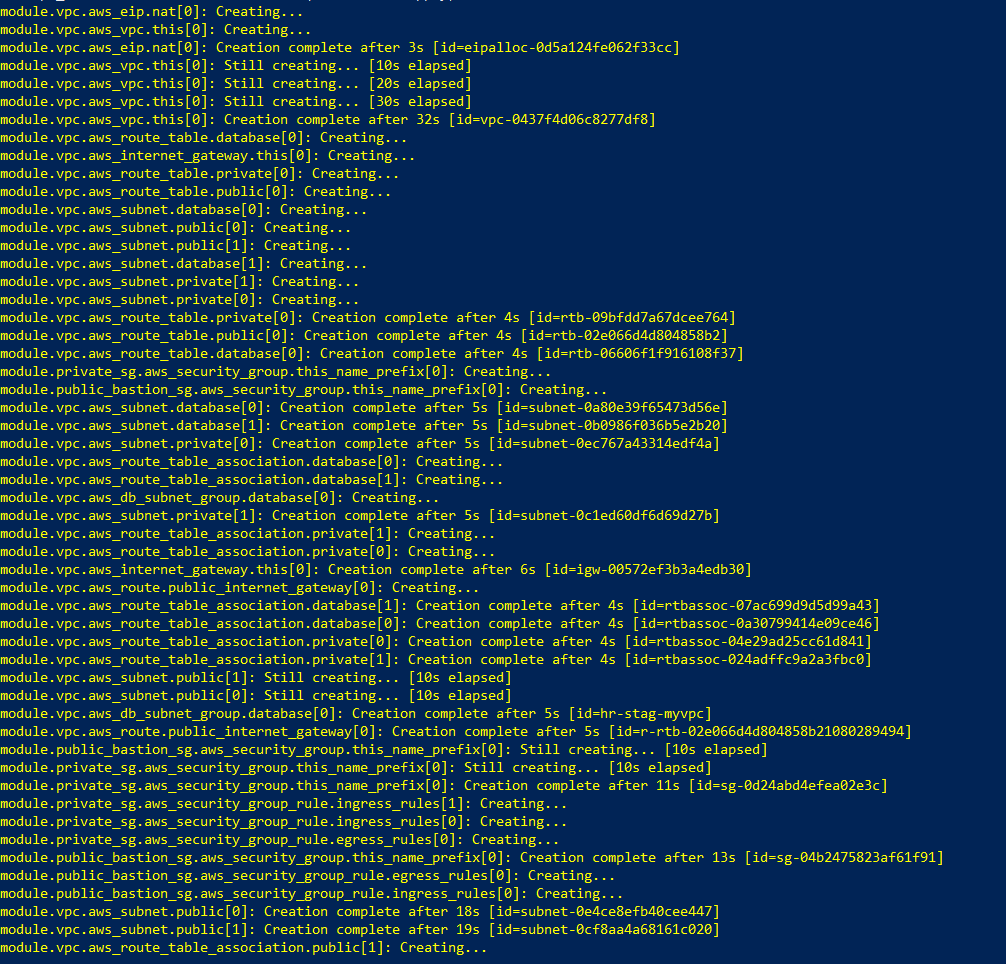 module.vpc.aws_eip.nat[0]: Creating...
module.vpc.aws_vpc.this[0]: Creating...
module.vpc.aws_eip.nat[0]: Creation complete after 3s [id=eipalloc-0d5a124fe062f33cc]
module.vpc.aws_vpc.this[0]: Still creating... [10s elapsed]
module.vpc.aws_vpc.this[0]: Still creating... [20s elapsed]
module.vpc.aws_vpc.this[0]: Still creating... [30s elapsed]
module.vpc.aws_vpc.this[0]: Creation complete after 32s [id=vpc-0437f4d06c8277df8]
module.vpc.aws_route_table.database[0]: Creating...
module.vpc.aws_internet_gateway.this[0]: Creating...
module.vpc.aws_route_table.private[0]: Creating...
module.vpc.aws_route_table.public[0]: Creating...
module.vpc.aws_subnet.database[0]: Creating...
module.vpc.aws_subnet.public[0]: Creating...
module.vpc.aws_subnet.public[1]: Creating...
module.vpc.aws_subnet.database[1]: Creating...
module.vpc.aws_subnet.private[1]: Creating...
module.vpc.aws_subnet.private[0]: Creating...
module.vpc.aws_route_table.private[0]: Creation complete after 4s [id=rtb-09bfdd7a67dcee764]
module.vpc.aws_route_table.public[0]: Creation complete after 4s [id=rtb-02e066d4d804858b2]
module.vpc.aws_route_table.database[0]: Creation complete after 4s [id=rtb-06606f1f916108f37]
module.private_sg.aws_security_group.this_name_prefix[0]: Creating...
module.public_bastion_sg.aws_security_group.this_name_prefix[0]: Creating...
module.vpc.aws_subnet.database[0]: Creation complete after 5s [id=subnet-0a80e39f65473d56e]
module.vpc.aws_subnet.database[1]: Creation complete after 5s [id=subnet-0b0986f036b5e2b20]
module.vpc.aws_subnet.private[0]: Creation complete after 5s [id=subnet-0ec767a43314edf4a]
module.vpc.aws_route_table_association.database[0]: Creating...
module.vpc.aws_route_table_association.database[1]: Creating...
module.vpc.aws_db_subnet_group.database[0]: Creating...
module.vpc.aws_subnet.private[1]: Creation complete after 5s [id=subnet-0c1ed60df6d69d27b]
module.vpc.aws_route_table_association.private[1]: Creating...
module.vpc.aws_route_table_association.private[0]: Creating...
module.vpc.aws_internet_gateway.this[0]: Creation complete after 6s [id=igw-00572ef3b3a4edb30]
module.vpc.aws_route.public_internet_gateway[0]: Creating...
module.vpc.aws_route_table_association.database[1]: Creation complete after 4s [id=rtbassoc-07ac699d9d5d99a43]
module.vpc.aws_route_table_association.database[0]: Creation complete after 4s [id=rtbassoc-0a30799414e09ce46]
module.vpc.aws_route_table_association.private[0]: Creation complete after 4s [id=rtbassoc-04e29ad25cc61d841]
module.vpc.aws_route_table_association.private[1]: Creation complete after 4s [id=rtbassoc-024adffc9a2a3fbc0]
module.vpc.aws_subnet.public[1]: Still creating... [10s elapsed]
module.vpc.aws_subnet.public[0]: Still creating... [10s elapsed]
module.vpc.aws_db_subnet_group.database[0]: Creation complete after 5s [id=hr-stag-myvpc]
module.vpc.aws_route.public_internet_gateway[0]: Creation complete after 5s [id=r-rtb-02e066d4d804858b21080289494]
module.public_bastion_sg.aws_security_group.this_name_prefix[0]: Still creating... [10s elapsed]
module.private_sg.aws_security_group.this_name_prefix[0]: Still creating... [10s elapsed]
module.private_sg.aws_security_group.this_name_prefix[0]: Creation complete after 11s [id=sg-0d24abd4efea02e3c]
module.private_sg.aws_security_group_rule.ingress_rules[1]: Creating...
module.private_sg.aws_security_group_rule.ingress_rules[0]: Creating...
module.private_sg.aws_security_group_rule.egress_rules[0]: Creating...
module.public_bastion_sg.aws_security_group.this_name_prefix[0]: Creation complete after 13s [id=sg-04b2475823af61f91]
module.public_bastion_sg.aws_security_group_rule.egress_rules[0]: Creating...
module.public_bastion_sg.aws_security_group_rule.ingress_rules[0]: Creating...
module.vpc.aws_subnet.public[0]: Creation complete after 18s [id=subnet-0e4ce8efb40cee447]
module.vpc.aws_subnet.public[1]: Creation complete after 19s [id=subnet-0cf8aa4a68161c020]
module.vpc.aws_route_table_association.public[1]: Creating...